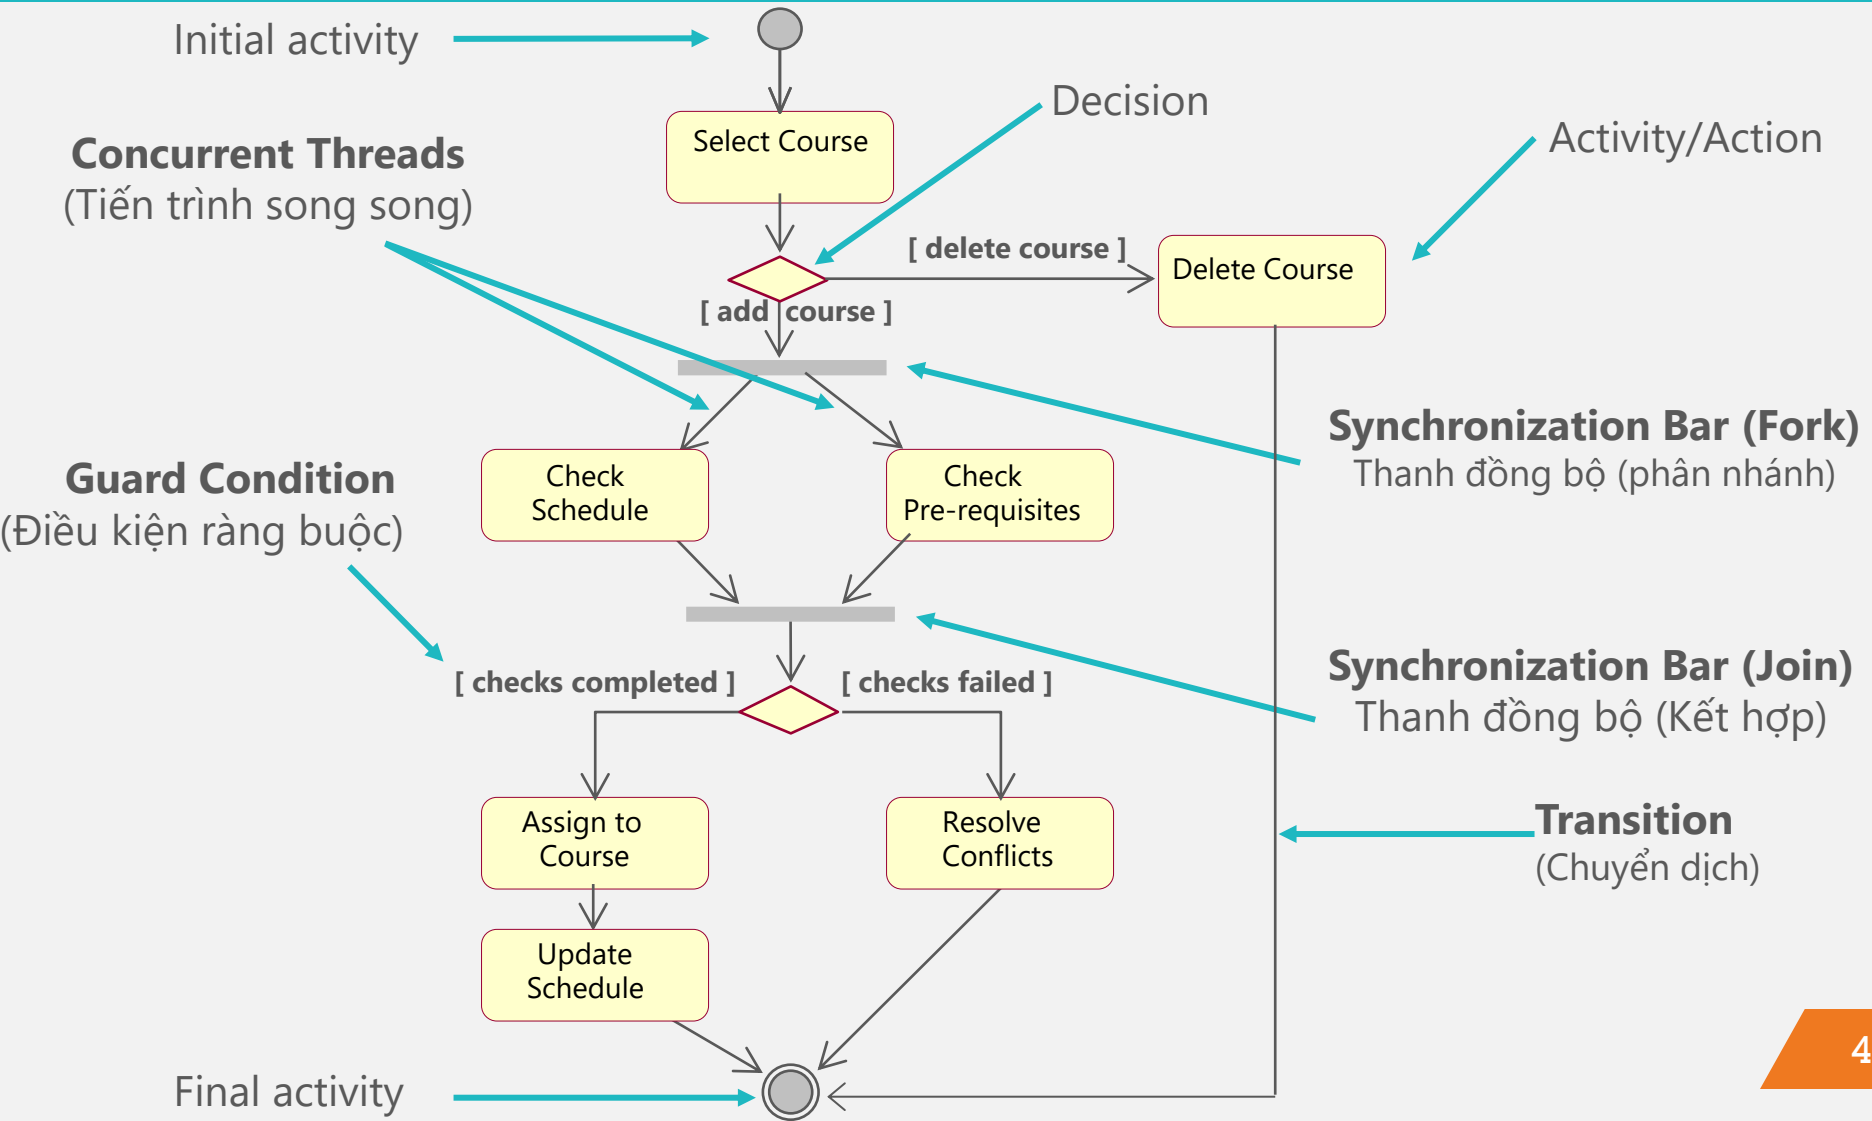 Initial activity
Decision
Select Course
Activity/Action
Concurrent Threads
(Tiến trình song song)
[ delete course ]
Delete Course
[ add course ]
Synchronization Bar (Fork)
Thanh đồng bộ (phân nhánh)
Guard Condition
(Điều kiện ràng buộc)
Check
Schedule
Check
Pre-requisites
Synchronization Bar (Join)
Thanh đồng bộ (Kết hợp)
[ checks completed ]
[ checks failed ]
Assign to
Course
Resolve
Conflicts
Transition
(Chuyển dịch)
Update
Schedule
Final activity
4